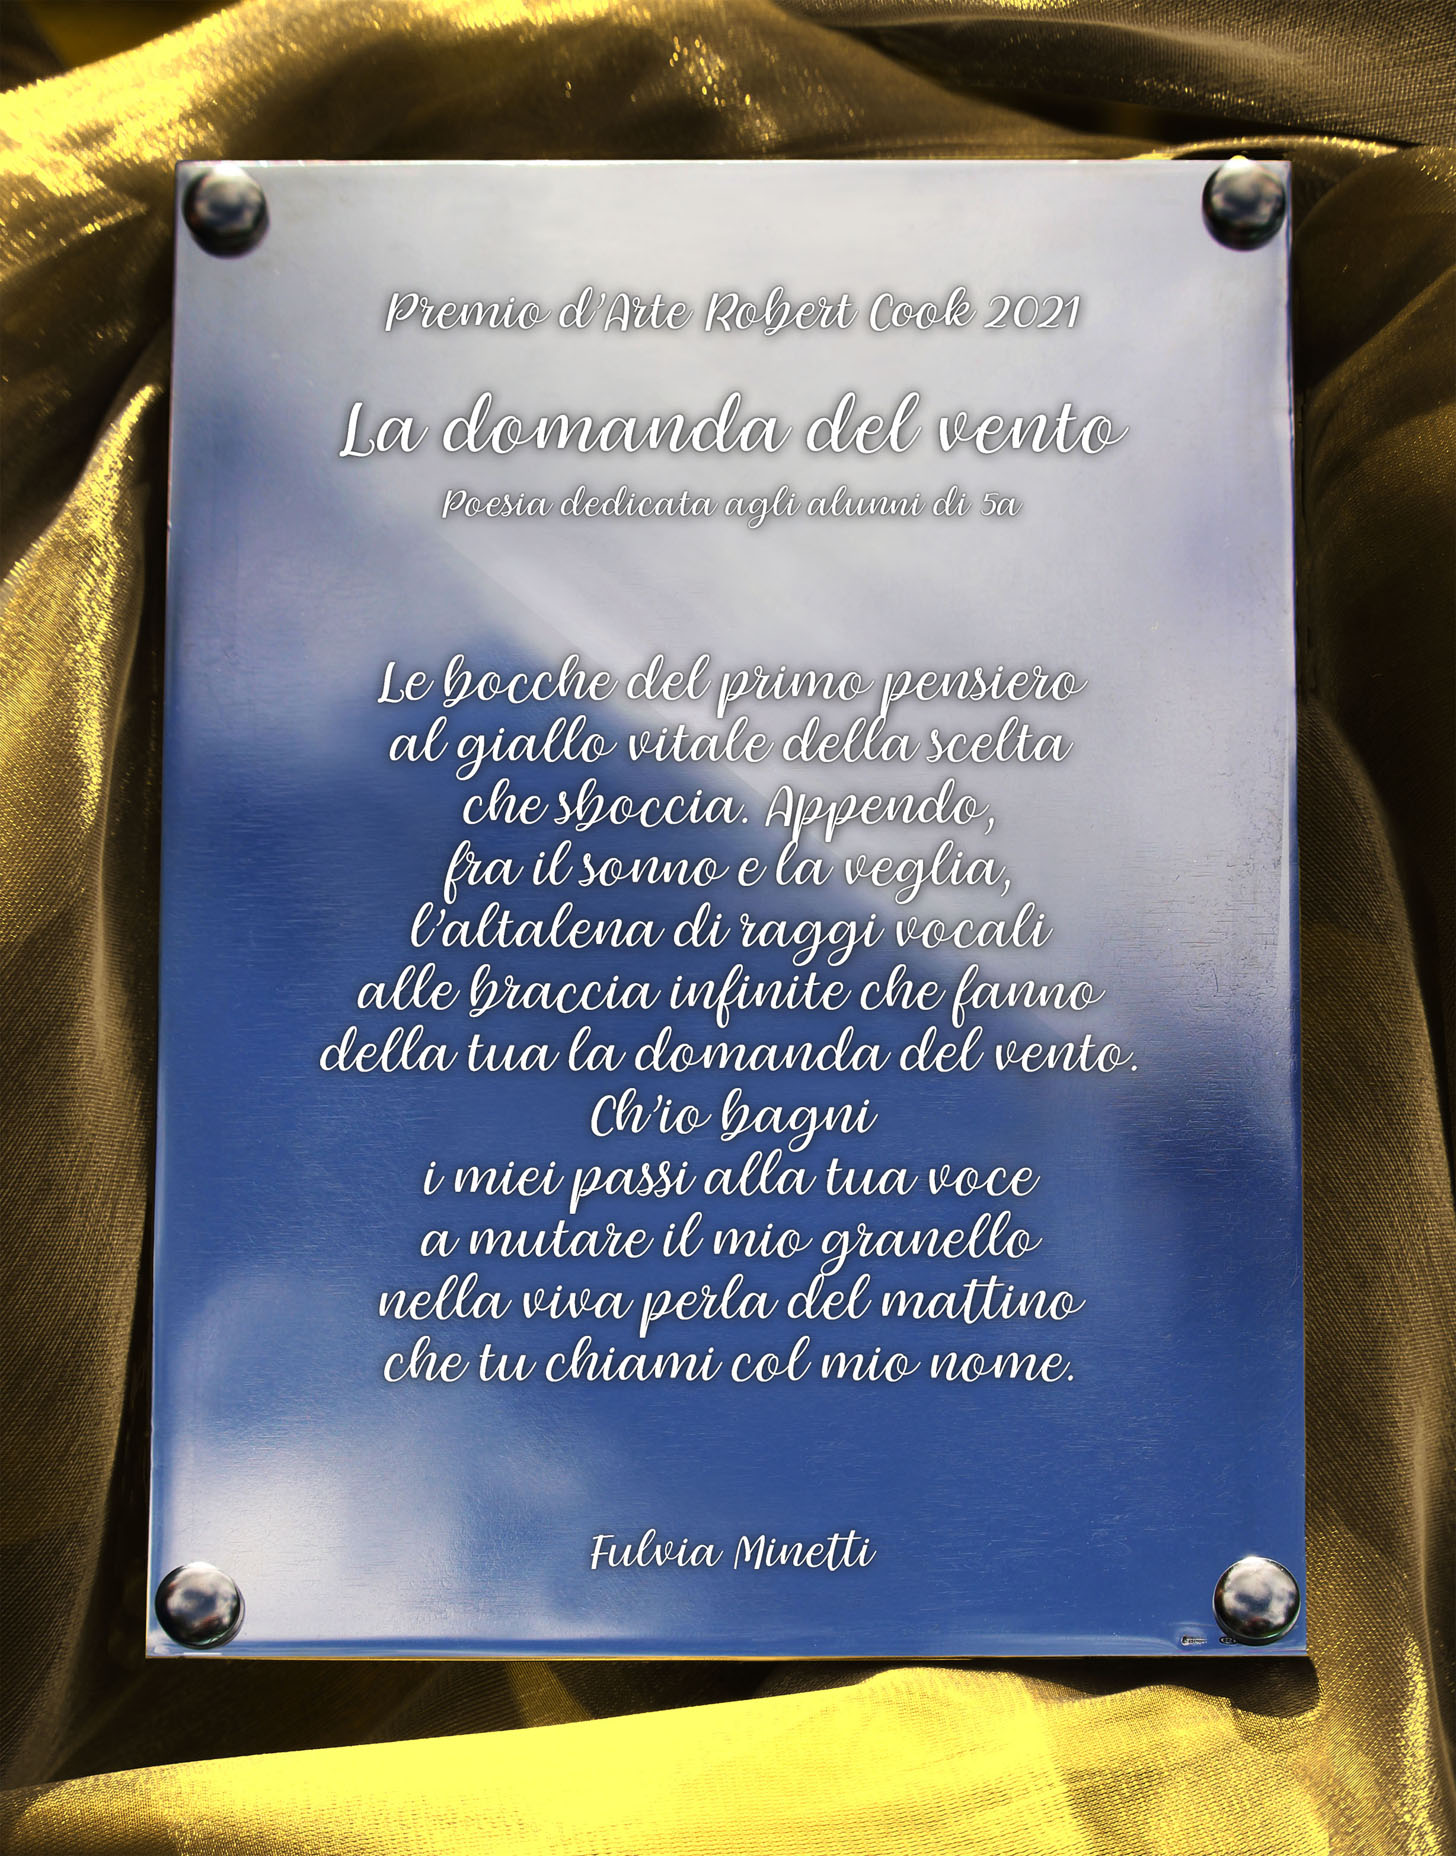 Premio d'Arte Robert Cook 2021
La domanda del vento
Poesia dedicata agli alunni di 5a
Le bocche del primo pensiero
al giallo vitale della scelta
che sboccia. Appendo,
fra il sonno e la veglia,
l'altalena di raggi vocali
alle braccia infinite che fanno
della tua la domanda del vento.
Ch'io bagni
i miei passi alla tua voce
a mutare il mio granello
nella viva perla del mattino
che tu chiami col mio nome.
Fulvia Minetti